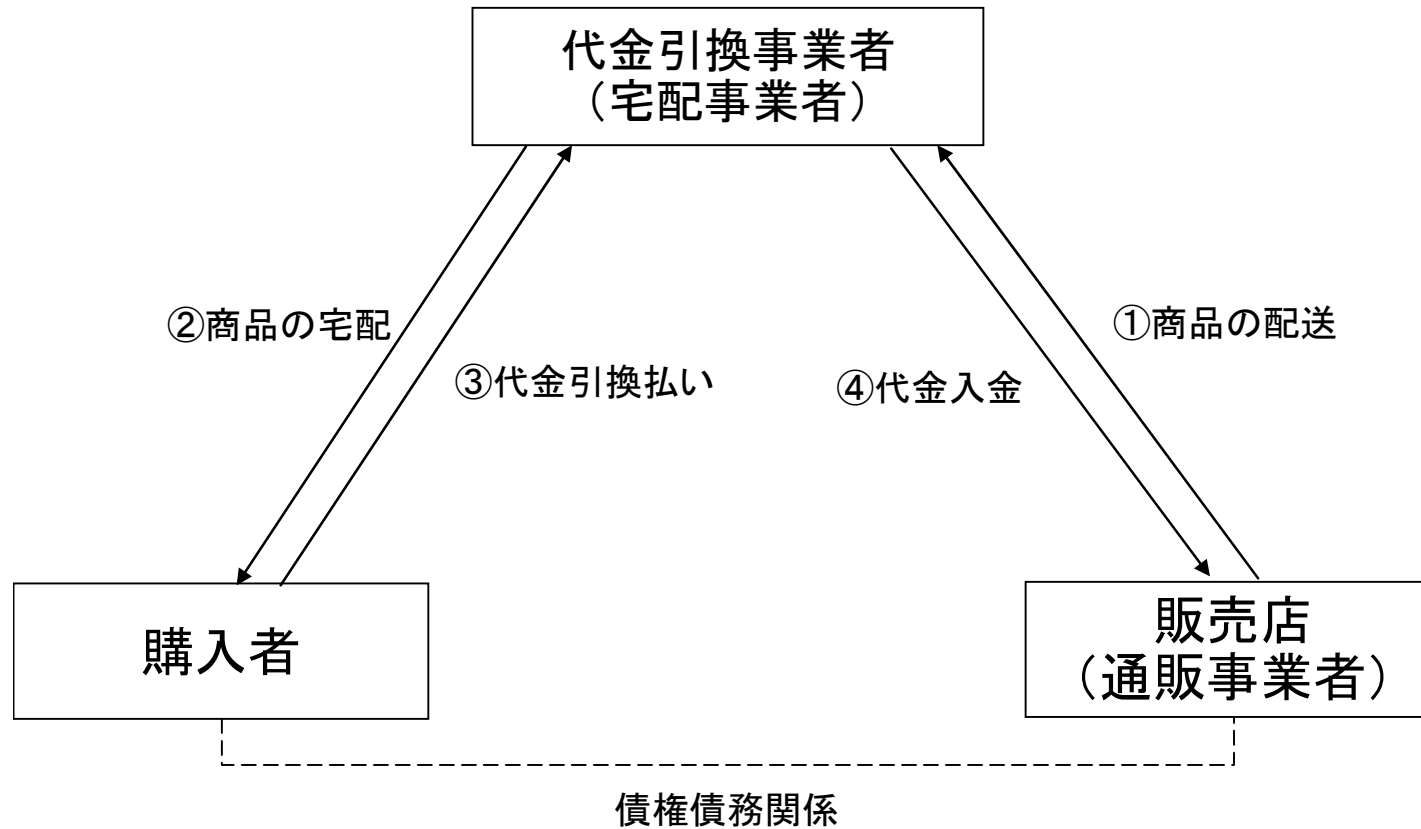 代金引換事業者
（宅配事業者）
②商品の宅配
①商品の配送
③代金引換払い
④代金入金
購入者
販売店
（通販事業者）
債権債務関係